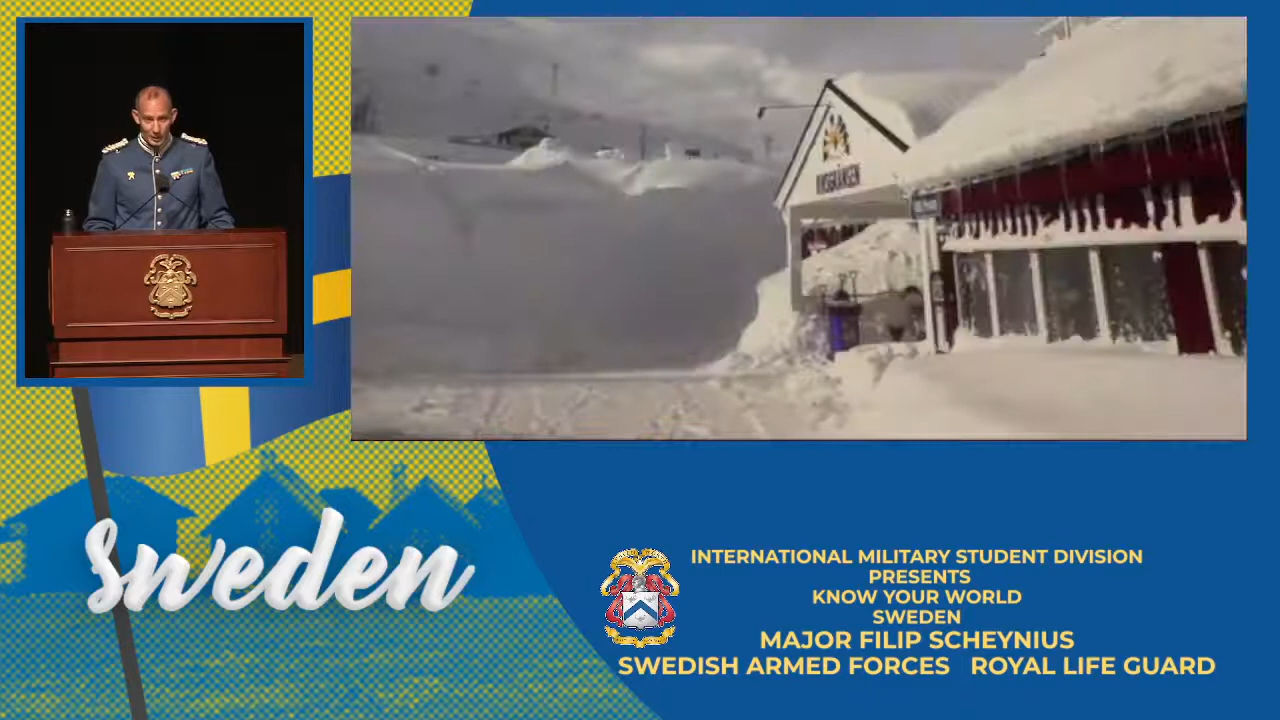 RIKSGRÄNSEN
Sweden
INTERNATIONAL MILITARY STUDENT DIVISION
PRESENTS
KNOW YOUR WORLD
SWEDEN
MAJOR FILIP SCHEYNIUS
SWEDISH ARMED FORCES ROYAL LIFE GUARD